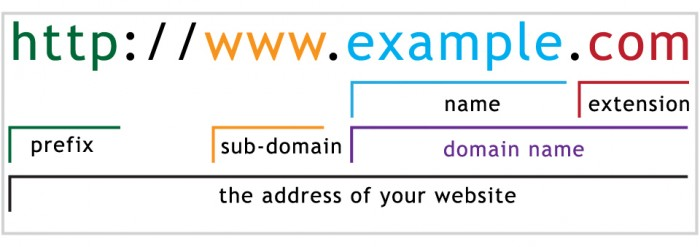 http://www.example.com
name extension
prefix sub-domain domain name
the address of your website